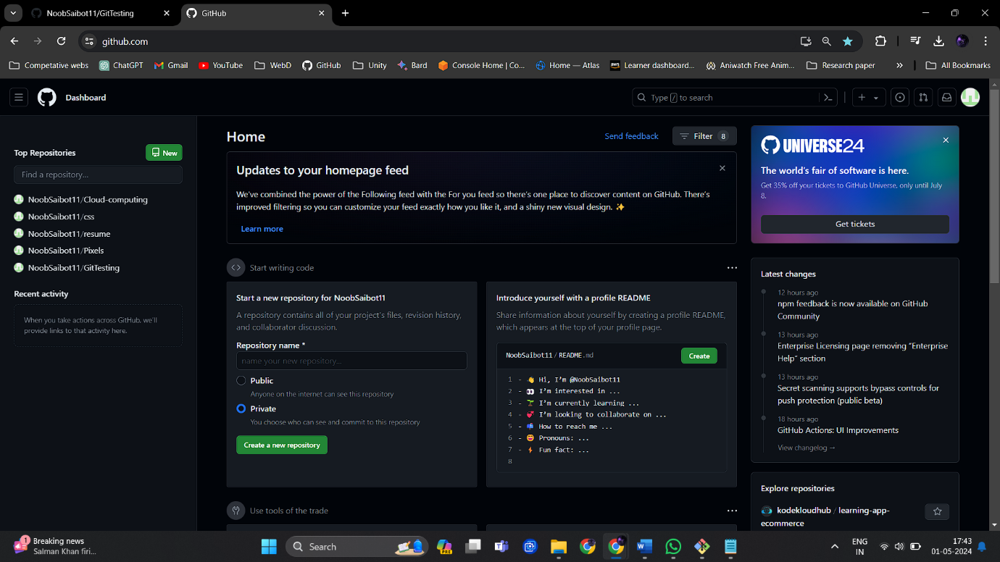 NoobSaibot11/GitTesting
GitHub
github.com
Competative webs
ChatGPT
Gmail
YouTube
WebD
GitHub
Unity
Bard
Console Home | Co...
Home — Atlas
Learner dashboard...
Aniwatch Free Anim...
Research paper
All Bookmarks
Dashboard
Type / to search
Top Repositories
New
Find a repository...
NoobSaibot11/Cloud-computing
NoobSaibot11/css
NoobSaibot11/resume
NoobSaibot11/Pixels
NoobSaibot11/GitTesting
Recent activity
When you take actions across GitHub, we'll
provide links to that activity here.
Home
Send feedback
Filter 8
Updates to your homepage feed
We've combined the power of the Following feed with the For you feed so there's one place to discover content on GitHub. There's
improved filtering so you can customize your feed exactly how you like it, and a shiny new visual design. ✨
Learn more
Start writing code
Start a new repository for NoobSaibot11
A repository contains all of your project's files, revision history,
and collaborator discussion.
Repository name *
name your new repository...
Public
Anyone on the internet can see this repository
Private
You choose who can see and commit to this repository
Create a new repository
Introduce yourself with a profile README
Share information about yourself by creating a profile README,
which appears at the top of your profile page.
NoobSaibot11 / README.md
Create
1 - 👋 Hi, I'm @NoobSaibot11
2 - 👀 I'm interested in ...
3 - 🌱 I'm currently learning ...
4 - 💞️ I'm looking to collaborate on ...
5 - 📫 How to reach me ...
6 - 😄 Pronouns: ...
7 - ⚡ Fun fact: ...
8
Use tools of the trade
UNIVERSE24
The world's fair of software is here.
Get 35% off your tickets to GitHub Universe, only until July
8.
Get tickets
Latest changes
12 hours ago
npm feedback is now available on GitHub
Community
13 hours ago
Enterprise Licensing page removing "Enterprise
Help" section
13 hours ago
Secret scanning supports bypass controls for
push protection (public beta)
18 hours ago
GitHub Actions: UI Improvements
View changelog →
Explore repositories
kodekloudhub / learning-app-
ecommerce
1
Breaking news
Salman Khan firi...
Search
PRE
ENG
IN
17:43
01-05-2024